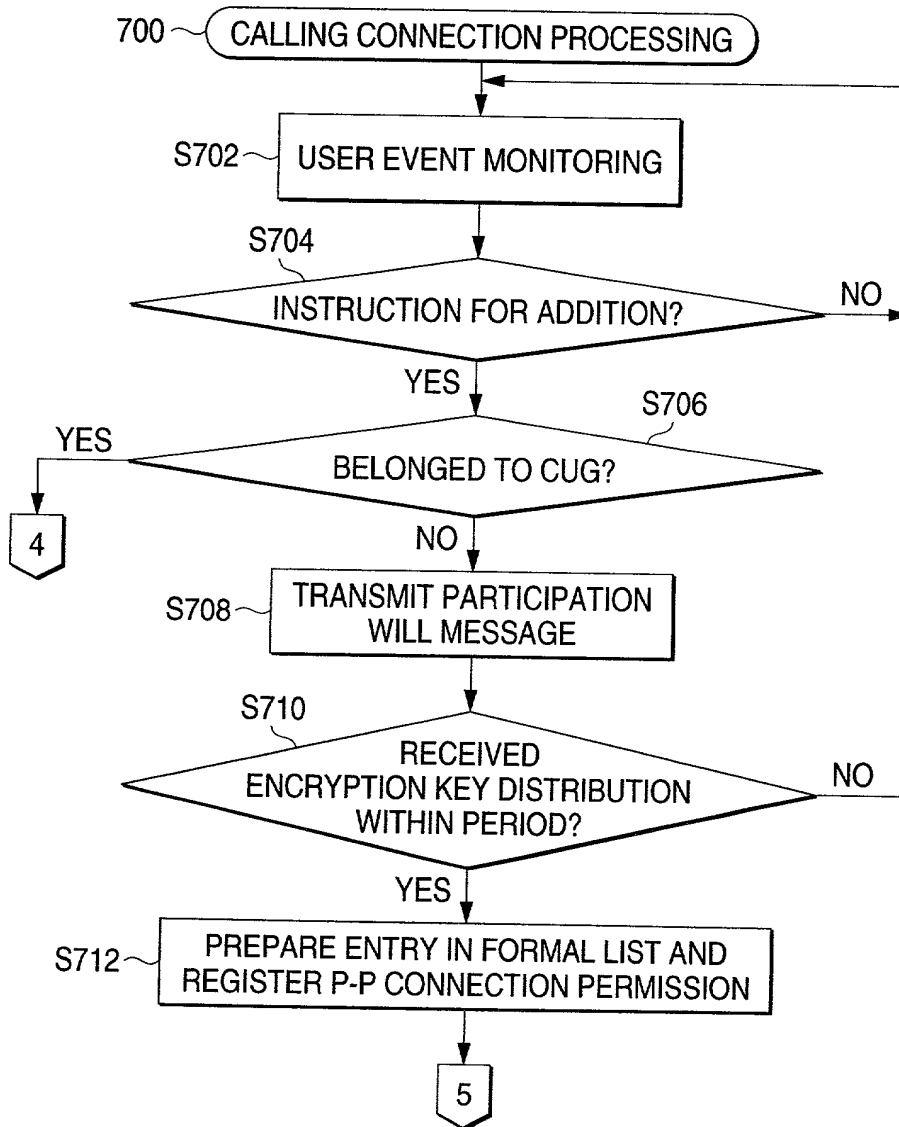 700
CALLING CONNECTION PROCESSING
S702
USER EVENT MONITORING
S704
INSTRUCTION FOR ADDITION?
NO
YES
S706
YES
BELONGED TO CUG?
4
NO
S708
TRANSMIT PARTICIPATION
WILL MESSAGE
S710
RECEIVED
ENCRYPTION KEY DISTRIBUTION
WITHIN PERIOD?
NO
YES
S712
PREPARE ENTRY IN FORMAL LIST AND
REGISTER P-P CONNECTION PERMISSION
5